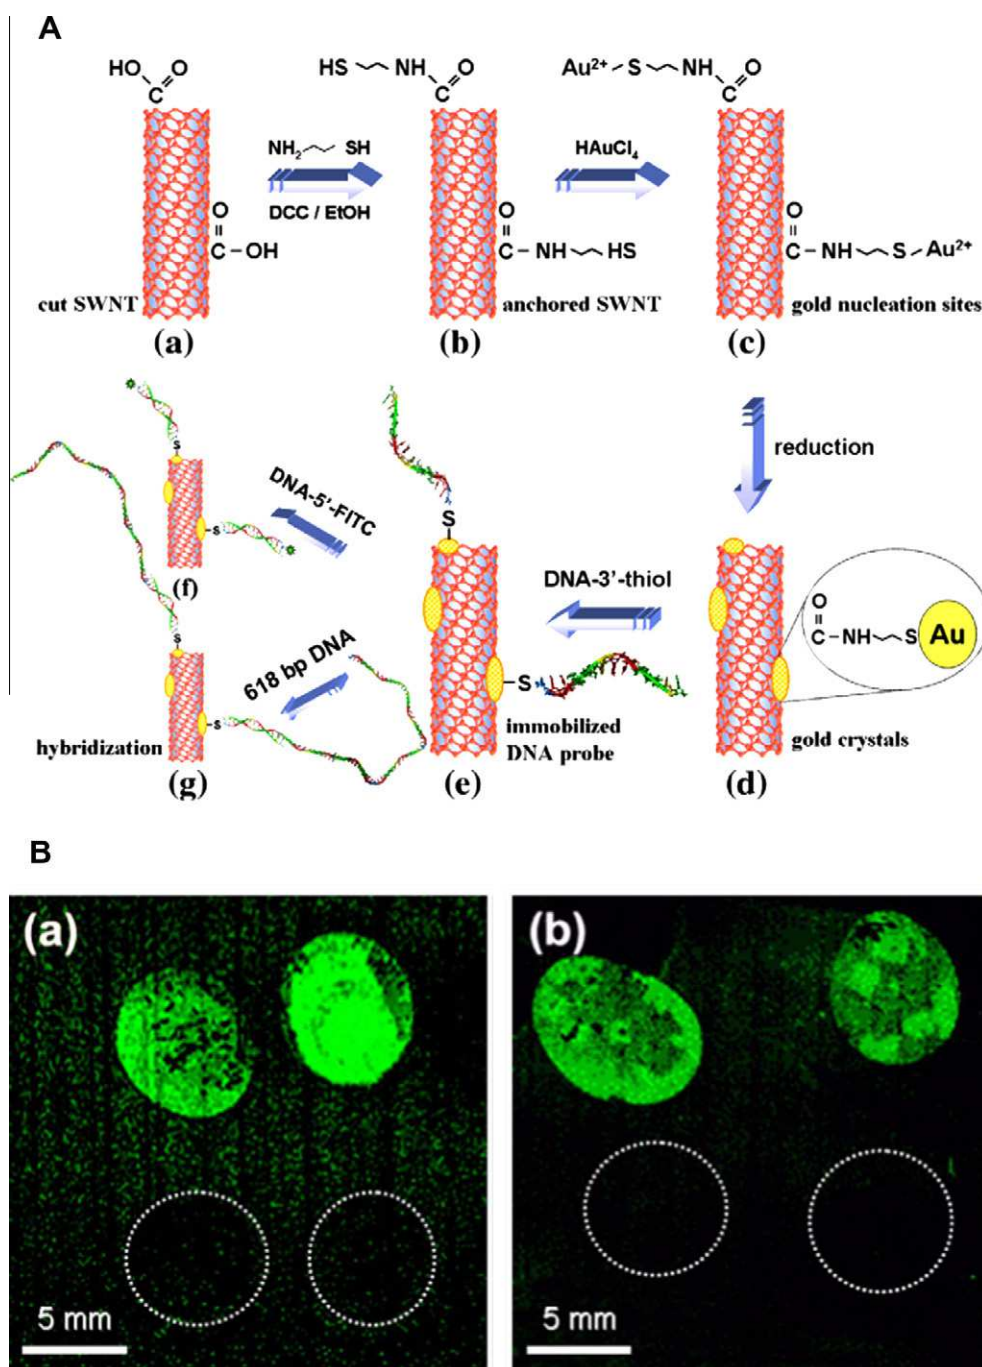 A
HO O
C
cut SWNT
O
C – OH
(a)
NH2 SH
DCC / EtOH
HS NH O
C
O
C – NH HS
anchored SWNT
(b)
HAuCl4
Au2+ S NH O
C
O
C – NH S Au2+
gold nucleation sites
(c)
reduction
O
C – NH S Au
gold crystals
(d)
DNA-3'-thiol
S
S
immobilized
DNA probe
(e)
DNA-5'-FITC
S
S
(f)
618 bp DNA
S
S
hybridization
(g)
B
(a)
5 mm
(b)
5 mm